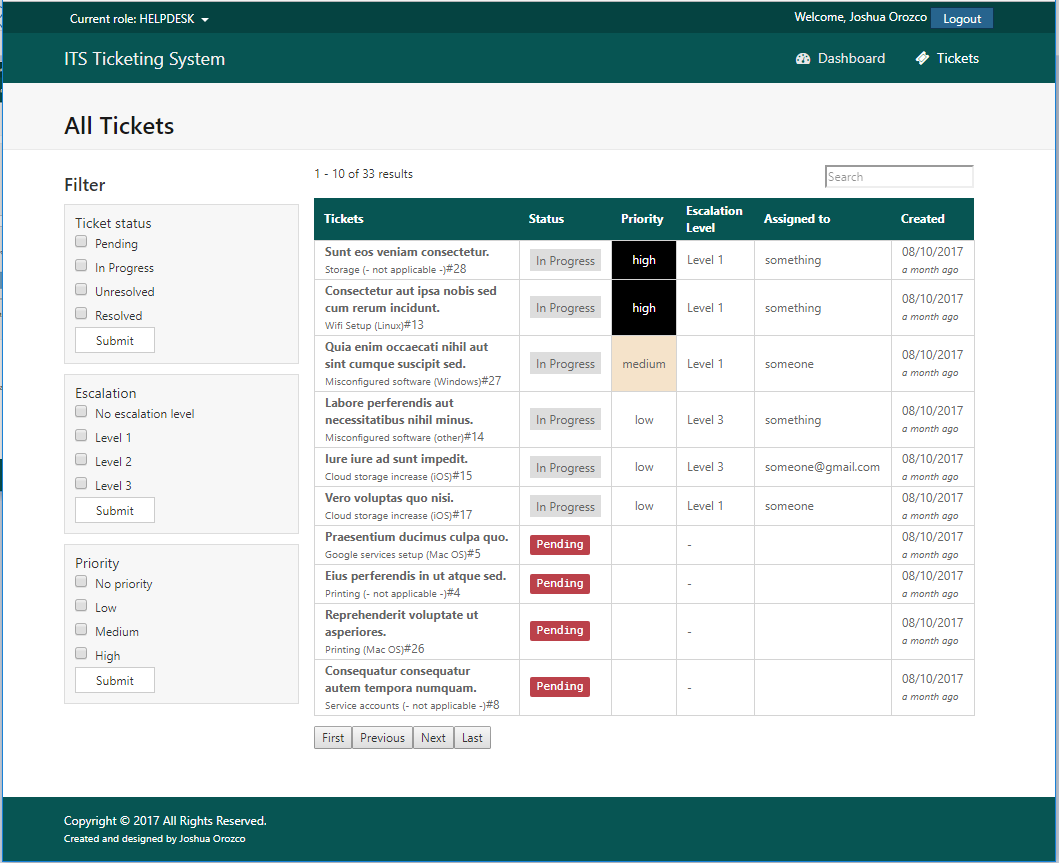 Current role: HELPDESK
Welcome, Joshua Orozco Logout
ITS Ticketing System
Dashboard Tickets
All Tickets
Filter
Ticket status
Pending
In Progress
Unresolved
Resolved
Submit
Escalation
No escalation level
Level 1
Level 2
Level 3
Submit
Priority
No priority
Low
Medium
High
Submit
1 - 10 of 33 results
Search
Tickets Status Priority Escalation Level Assigned to Created
Sunt eos veniam consectetur. In Progress high Level 1 something 08/10/2017
Storage (- not applicable -)#28 a month ago
Consectetur aut ipsa nobis sed
cum rerum incidunt. In Progress high Level 1 something 08/10/2017
Wifi Setup (Linux)#13 a month ago
Quia enim occaecati nihil aut
sint cumque suscipit sed. In Progress medium Level 1 someone 08/10/2017
Misconfigured software (Windows)#27 a month ago
Labore perferendis aut
necessitatibus nihil minus. In Progress low Level 3 something 08/10/2017
Misconfigured software (other)#14 a month ago
Iure iure ad sunt impedit. In Progress low Level 3 someone@gmail.com 08/10/2017
Cloud storage increase (iOS)#15 a month ago
Vero voluptas quo nisi. In Progress low Level 1 someone 08/10/2017
Cloud storage increase (iOS)#17 a month ago
Praesentium ducimus culpa quo. Pending - 08/10/2017
Google services setup (Mac OS)#5 a month ago
Eius perferendis in ut atque sed. Pending - 08/10/2017
Printing (- not applicable -)#4 a month ago
Reprehenderit voluptate ut
asperiores. Pending - 08/10/2017
Printing (Mac OS)#26 a month ago
Consequatur consequatur
autem tempora numquam. Pending - 08/10/2017
Service accounts (- not applicable -)#8 a month ago
First Previous Next Last
Copyright © 2017 All Rights Reserved.
Created and designed by Joshua Orozco